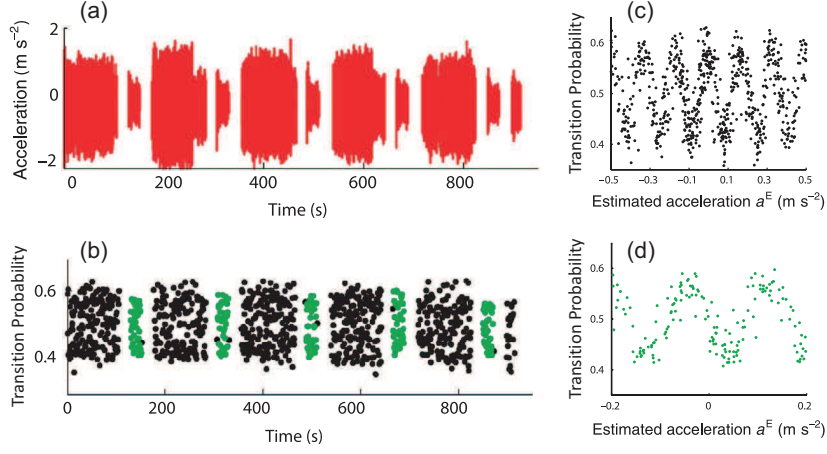 (a)
Acceleration (m s⁻²)
2
0
−2
0
200
400
600
800
Time (s)
(b)
Transition Probability
0.6
0.4
0
200
400
600
800
Time (s)
(c)
Transition Probability
0.6
0.5
0.4
−0.5
−0.3
−0.1
0.1
0.3
0.5
Estimated acceleration aᴱ (m s⁻²)
(d)
Transition Probability
0.6
0.5
0.4
−0.2
0
0.2
Estimated acceleration aᴱ (m s⁻²)